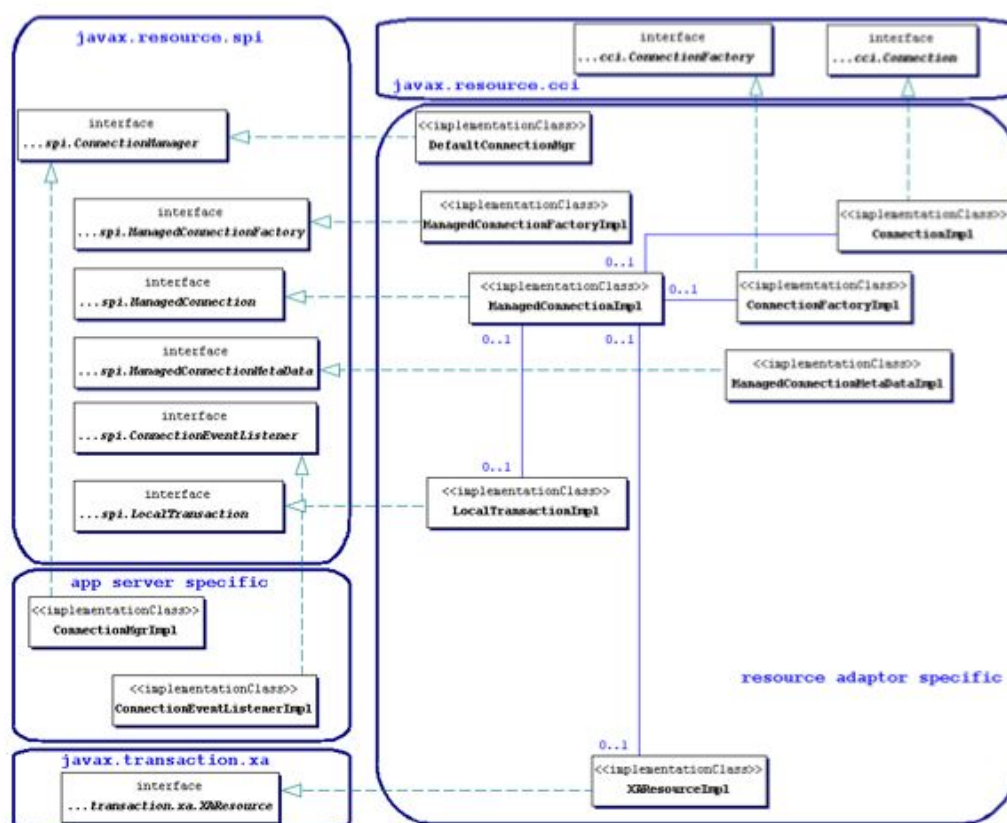 javax.resource.spi
interface
...cci.ConnectionFactory
interface
...cci.Connection
javax.resource.cci
interface
...spi.ConnectionManager
<<implementationClass>>
DefaultConnectionMgr
interface
...spi.ManagedConnectionFactory
<<implementationClass>>
ManagedConnectionFactoryImpl
<<implementationClass>>
ConnectionImpl
0..1
interface
...spi.ManagedConnection
<<implementationClass>>
ManagedConnectionImpl
0..1
<<implementationClass>>
ConnectionFactoryImpl
0..1
0..1
interface
...spi.ManagedConnectionMetaData
<<implementationClass>>
ManagedConnectionMetaDataImpl
interface
...spi.ConnectionEventListener
0..1
interface
...spi.LocalTransaction
<<implementationClass>>
LocalTransactionImpl
app server specific
<<implementationClass>>
ConnectionMgrImpl
<<implementationClass>>
ConnectionEventListenerImpl
resource adaptor specific
0..1
javax.transaction.xa
interface
...transaction.xa.XAResource
<<implementationClass>>
XAResourceImpl